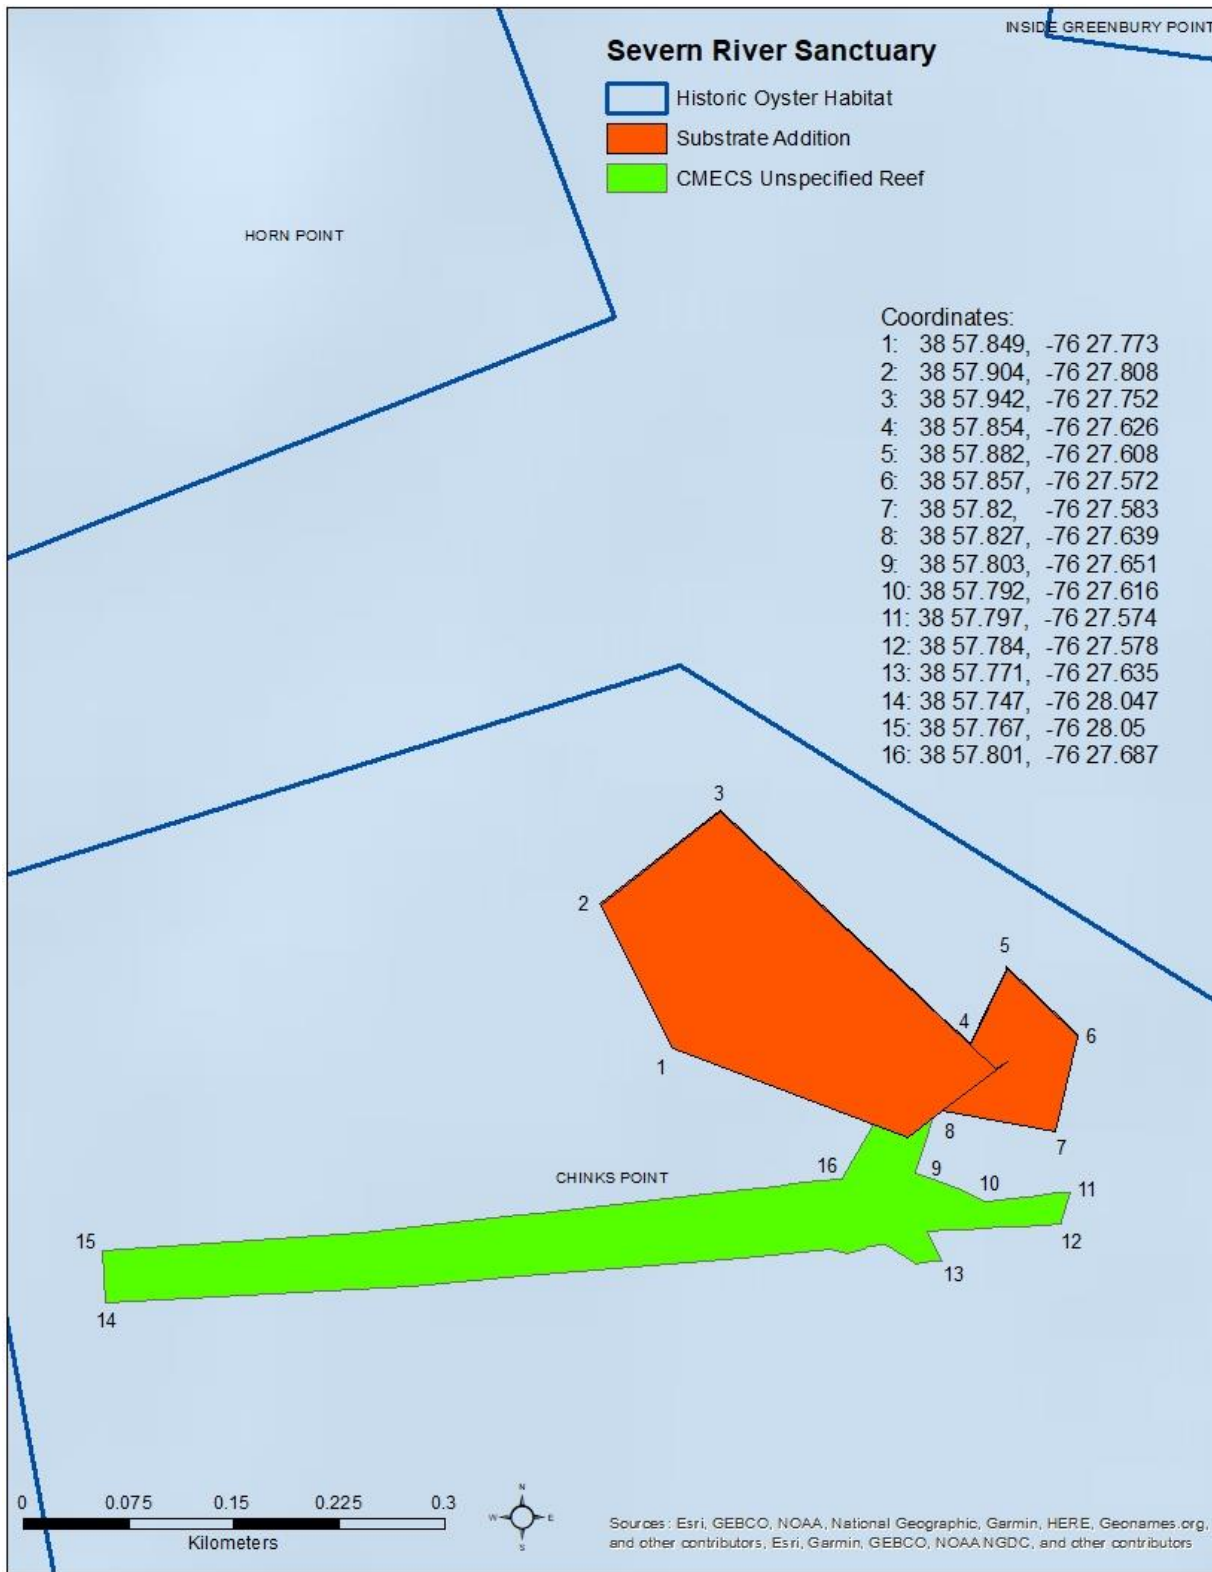 INSIDE GREENBURY POINT
Severn River Sanctuary
Historic Oyster Habitat
Substrate Addition
CMECS Unspecified Reef
HORN POINT
Coordinates:
1: 38 57.849, -76 27.773
2: 38 57.904, -76 27.808
3: 38 57.942, -76 27.752
4: 38 57.854, -76 27.626
5: 38 57.882, -76 27.608
6: 38 57.857, -76 27.572
7: 38 57.82, -76 27.583
8: 38 57.827, -76 27.639
9: 38 57.803, -76 27.651
10: 38 57.792, -76 27.616
11: 38 57.797, -76 27.574
12: 38 57.784, -76 27.578
13: 38 57.771, -76 27.635
14: 38 57.747, -76 28.047
15: 38 57.767, -76 28.05
16: 38 57.801, -76 27.687
3
2
5
4
6
1
8
7
16
CHINKS POINT
9
10
11
15
12
13
14
0 0.075 0.15 0.225 0.3
Kilometers
N
W E
S
Sources: Esri, GEBCO, NOAA, National Geographic, Garmin, HERE, Geonames.org,
and other contributors, Esri, Garmin, GEBCO, NOAA NGDC, and other contributors